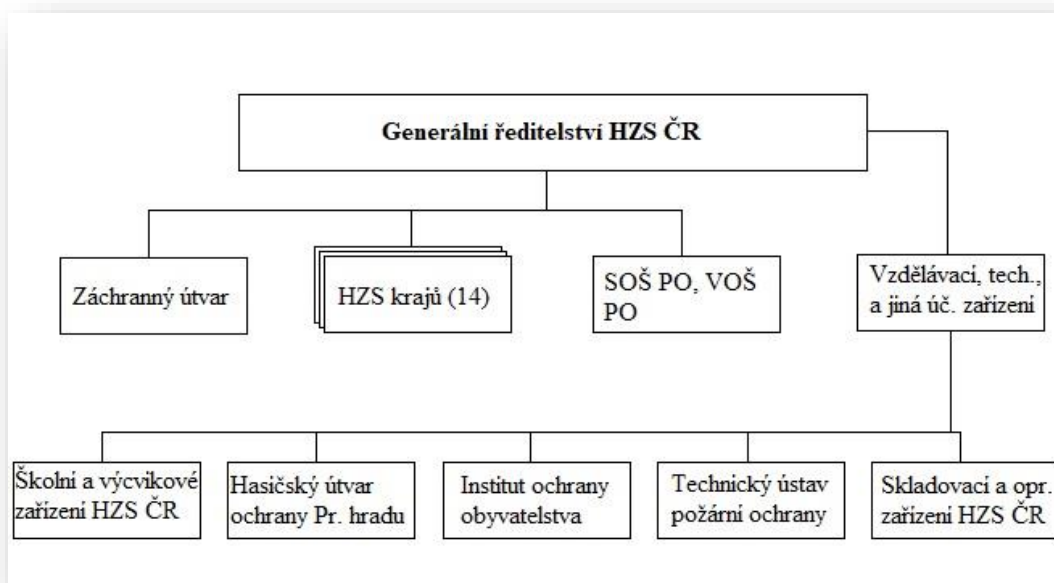 Generální ředitelství HZS ČR
Záchranný útvar
HZS krajů (14)
SOŠ PO, VOŠ
PO
Vzdělávací, tech.,
a jiná úč. zařízení
Školní a výcvikové
zařízení HZS ČR
Hasičský útvar
ochrany Pr. hradu
Institut ochrany
obyvatelstva
Technický ústav
požární ochrany
Skladovací a opr.
zařízení HZS ČR